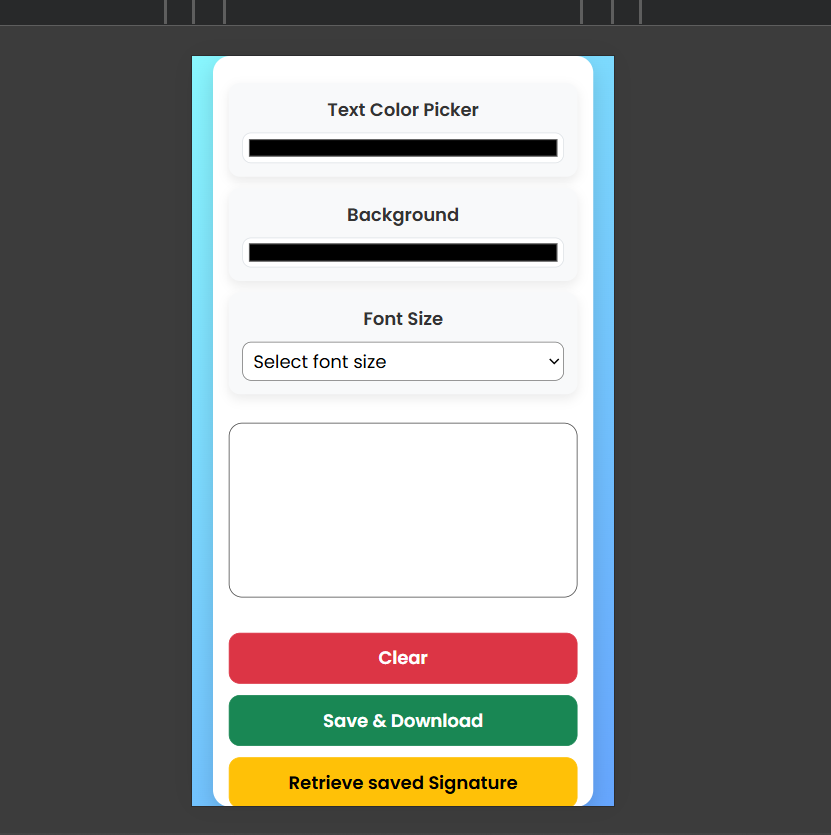 Text Color Picker
Background
Font Size
Select font size
Clear
Save & Download
Retrieve saved Signature